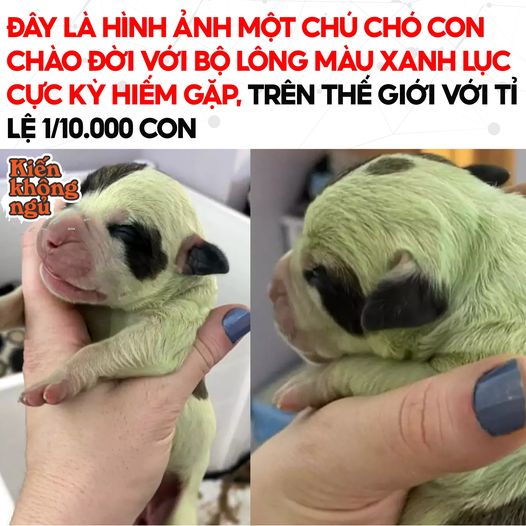 ĐÂY LÀ HÌNH ẢNH MỘT CHÚ CHÓ CON
CHÀO ĐỜI VỚI BỘ LÔNG MÀU XANH LỤC
CỰC KỲ HIẾM GẶP, TRÊN THẾ GIỚI VỚI TỈ
LỆ 1/10.000 CON
Kiến
không
ngủ